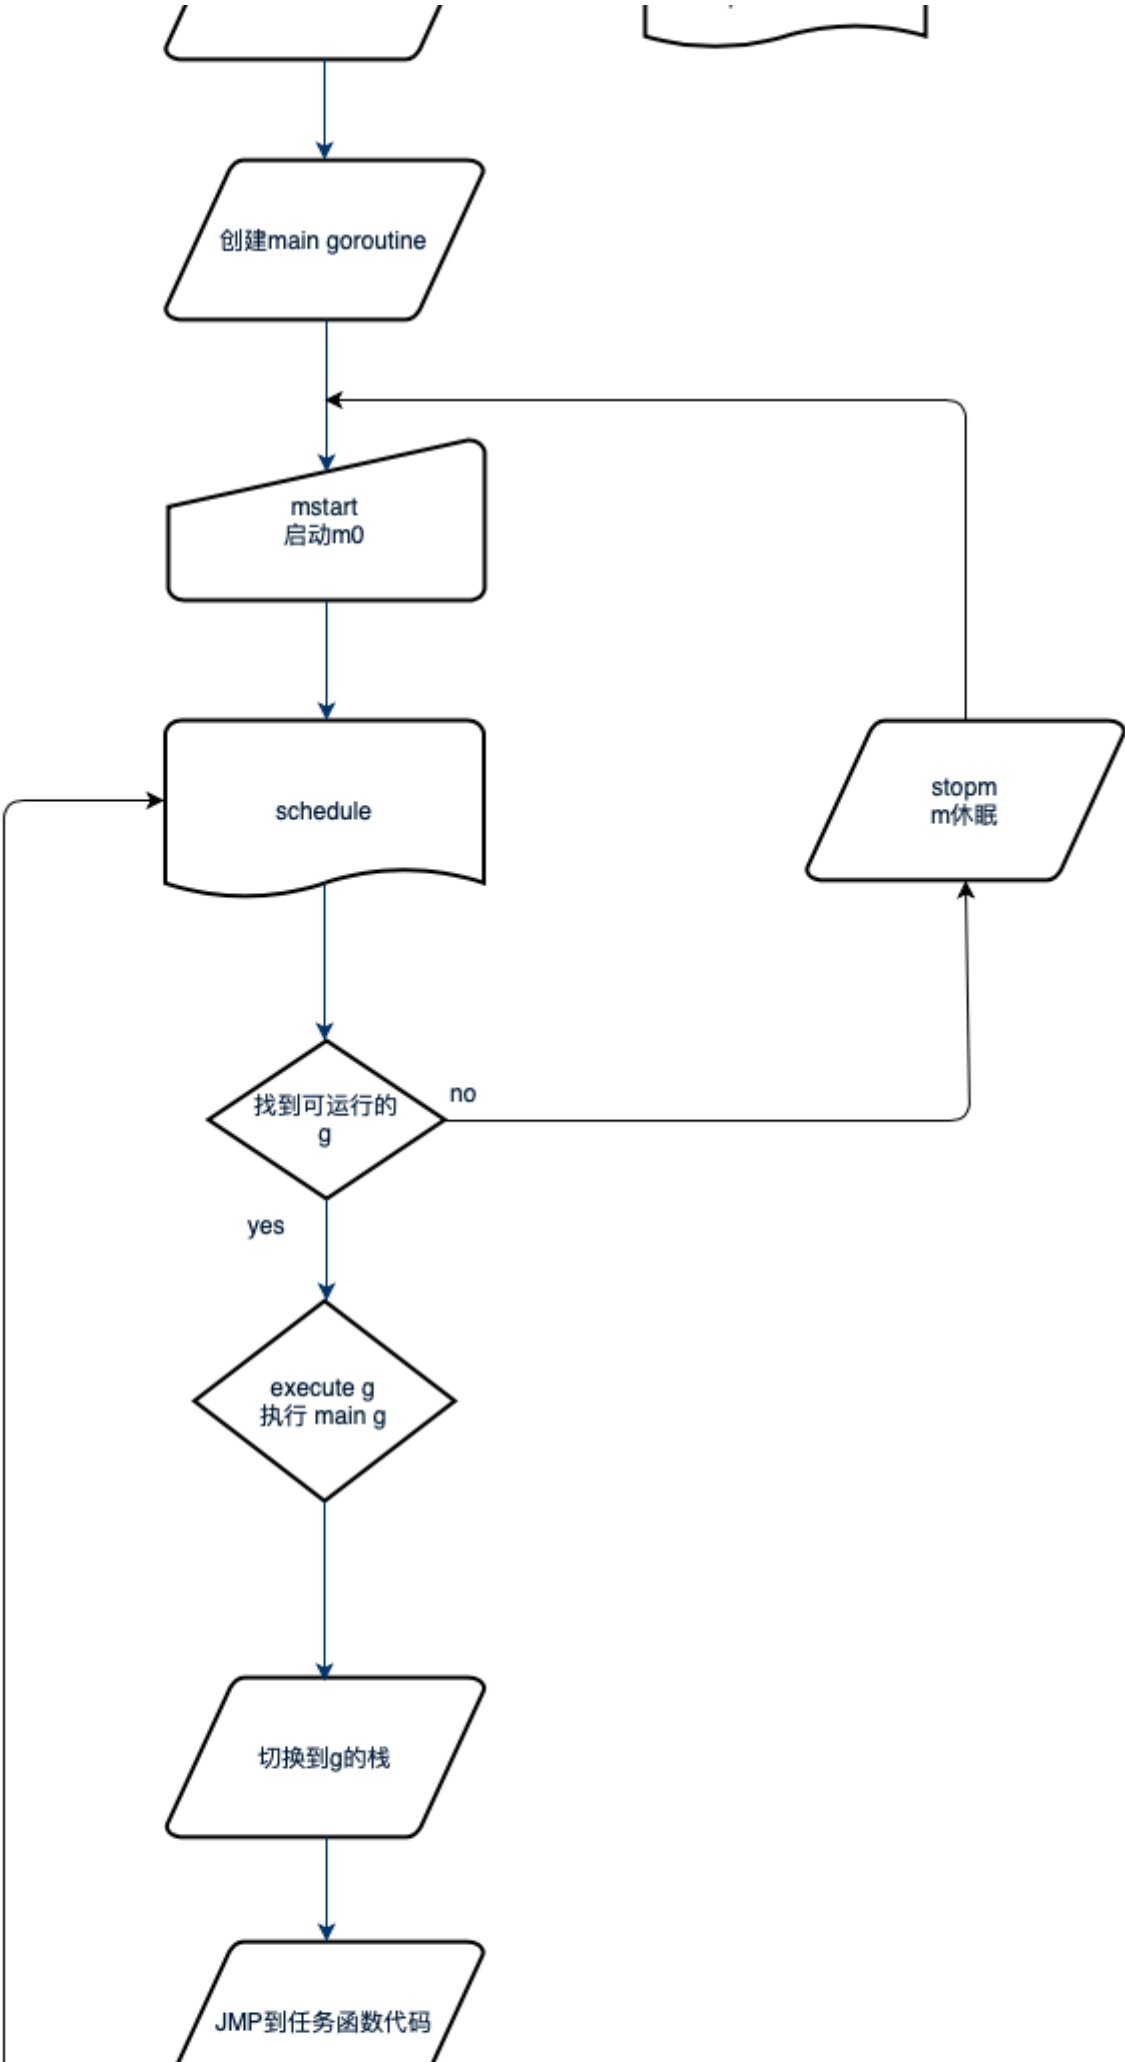 创建main goroutine
mstart
启动m0
schedule
stopm
m休眠
找到可运行的
g
no
yes
execute g
执行 main g
切换到g的栈
JMP到任务函数代码